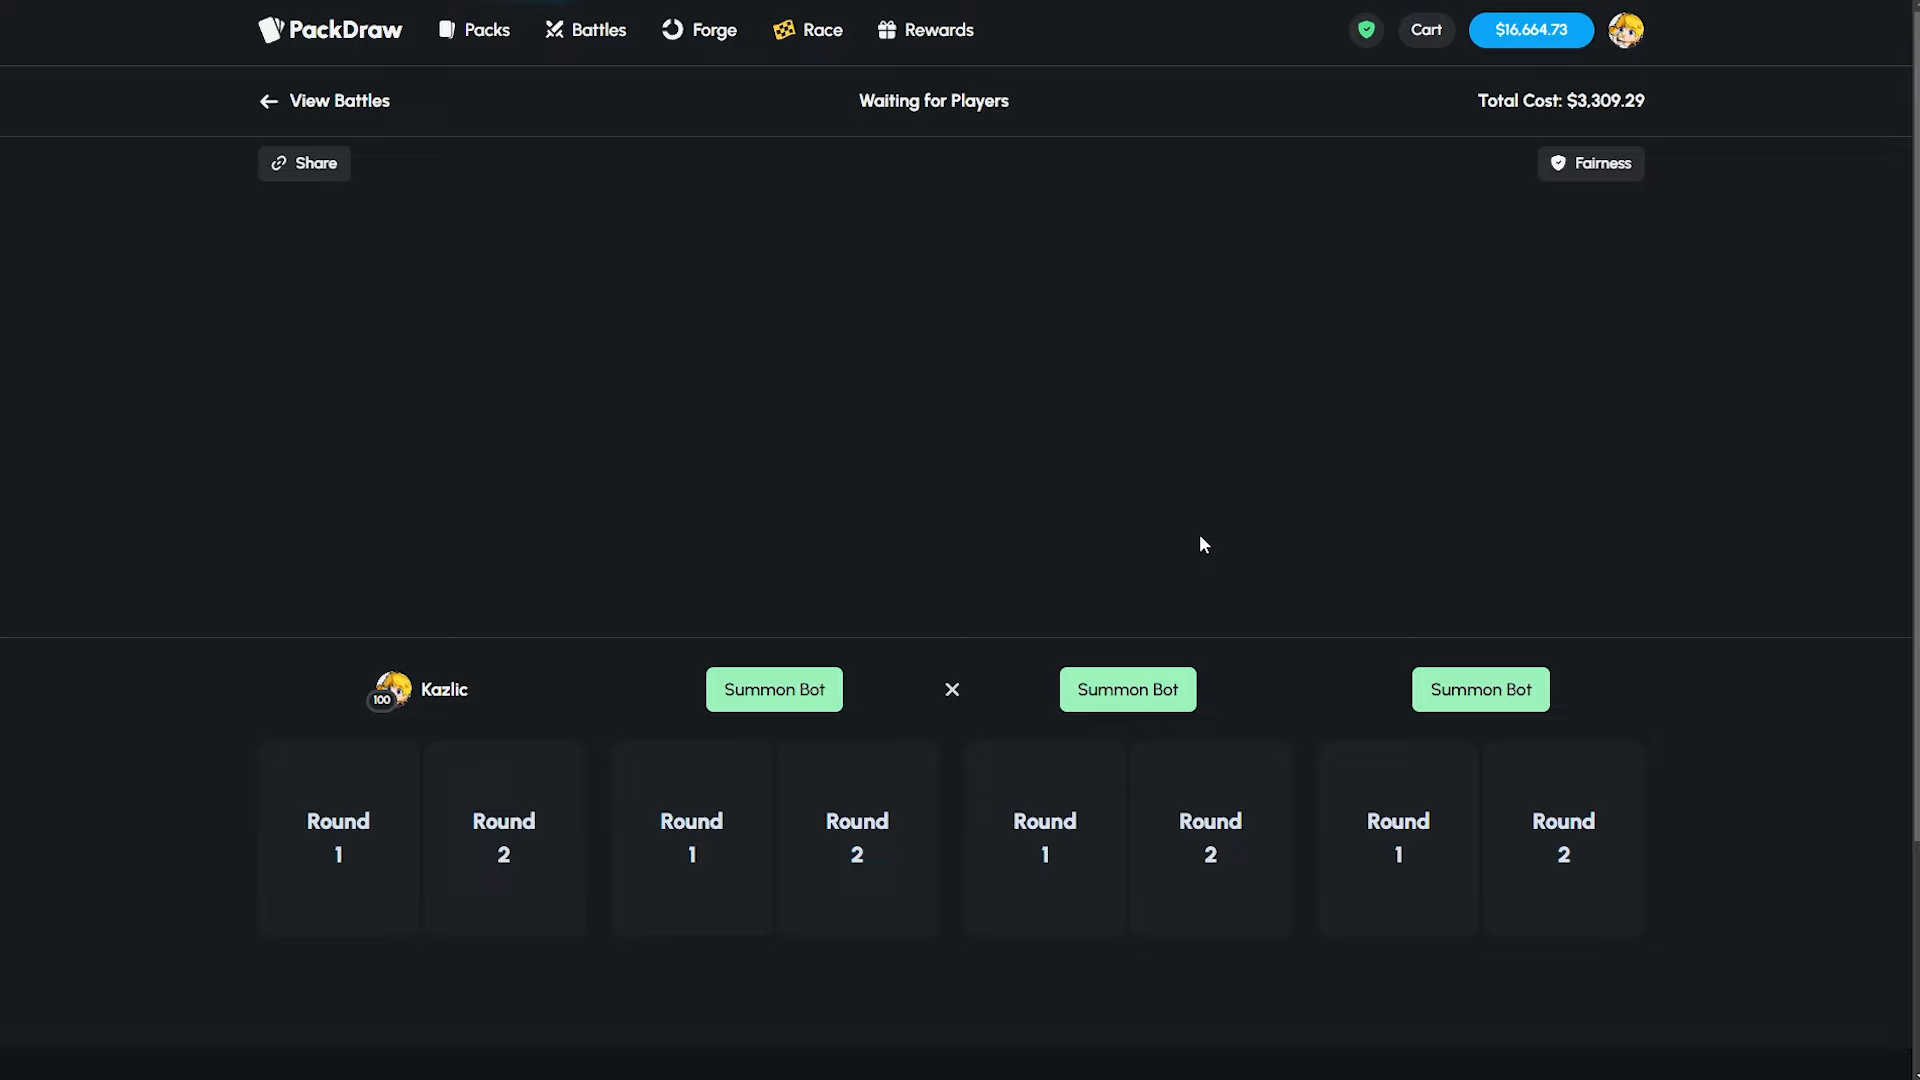 PackDraw Packs Battles Forge Race Rewards Cart $16,664.73
View Battles Waiting for Players Total Cost: $3,309.29
Share Fairness
100 Kazlic Summon Bot Summon Bot Summon Bot
Round Round Round Round Round Round Round Round
1 2 1 2 1 2 1 2